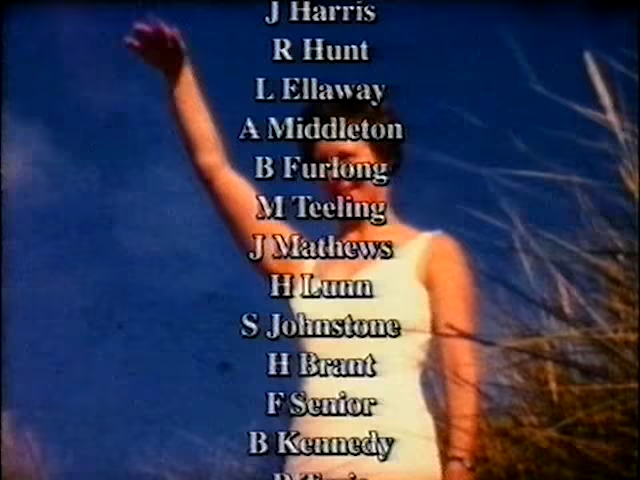 J Harris
R Hunt
L Ellaway
A Middleton
B Furlong
M Teeling
J Mathews
H Lunn
S Johnstone
H Brant
F Senior
B Kennedy